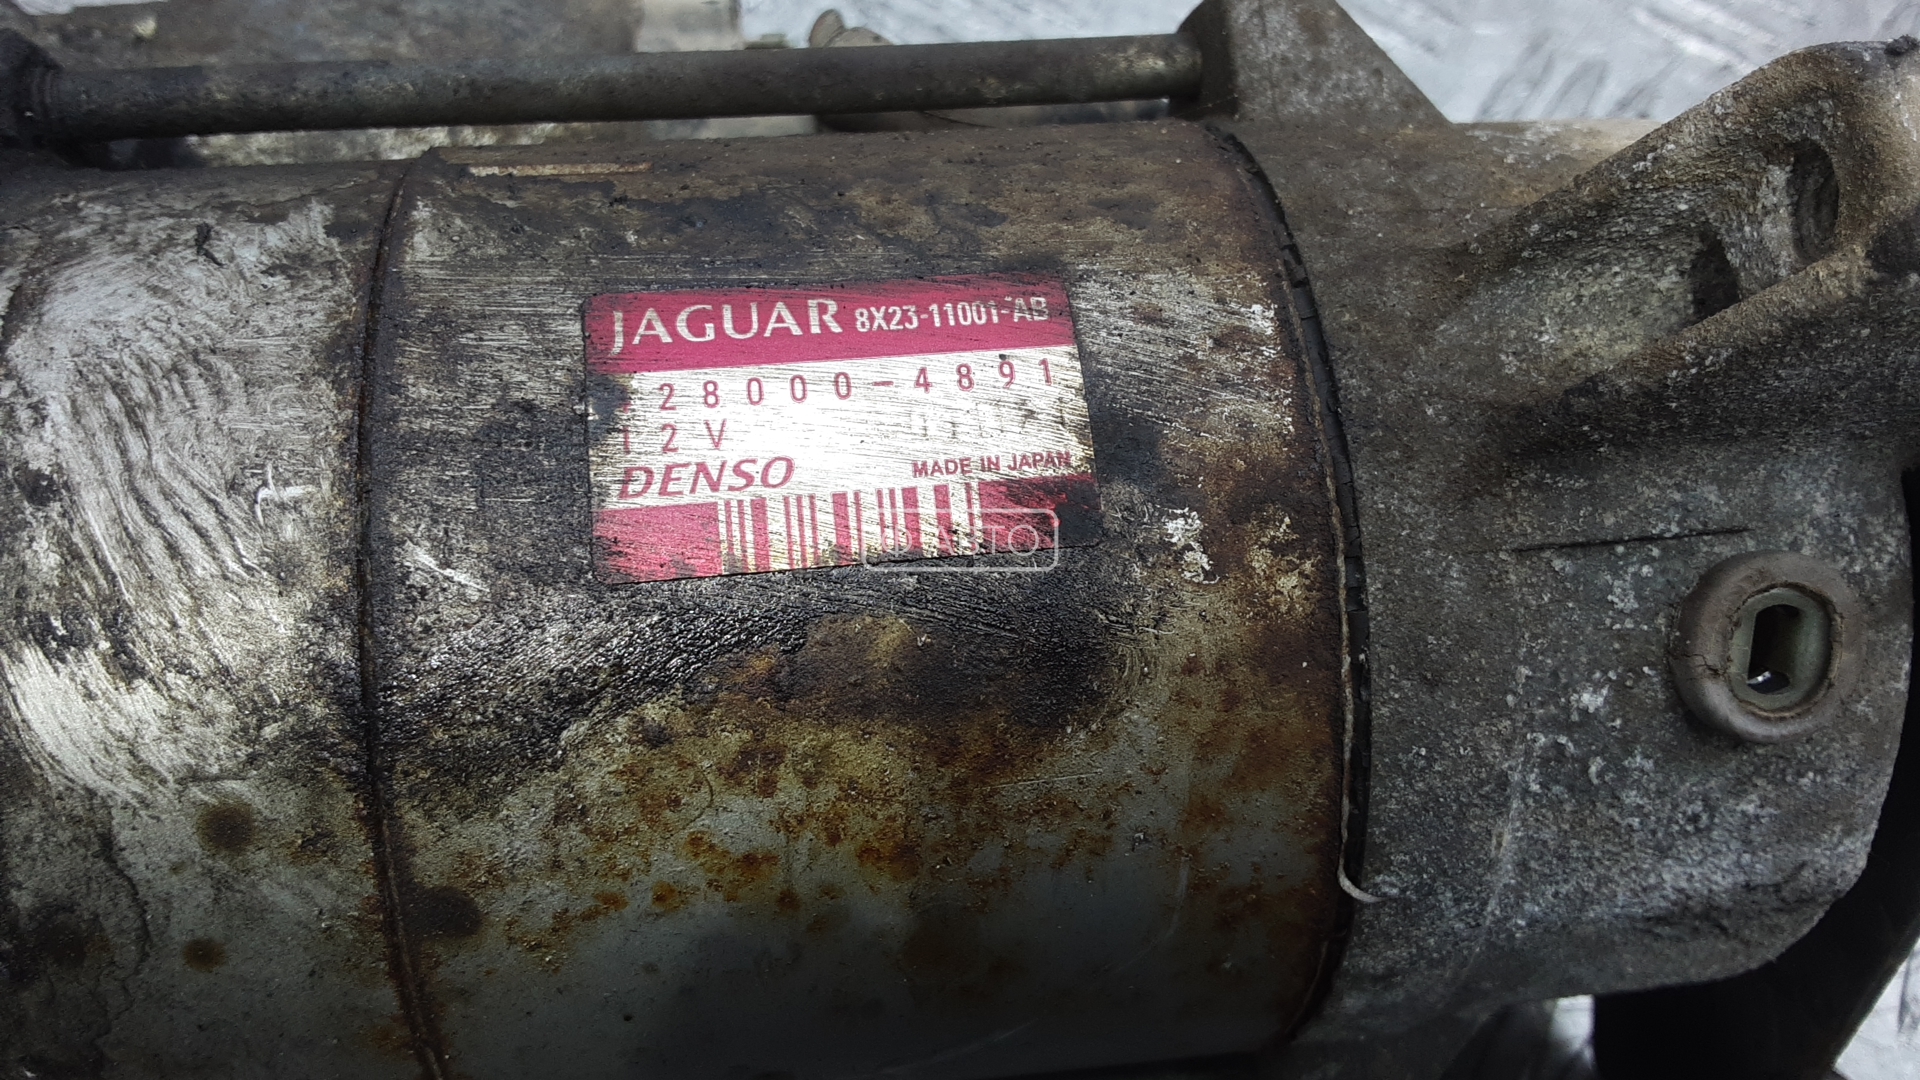 JAGUAR 8X23-11001-AB
28000-4891
12V
DENSO MADE IN JAPAN